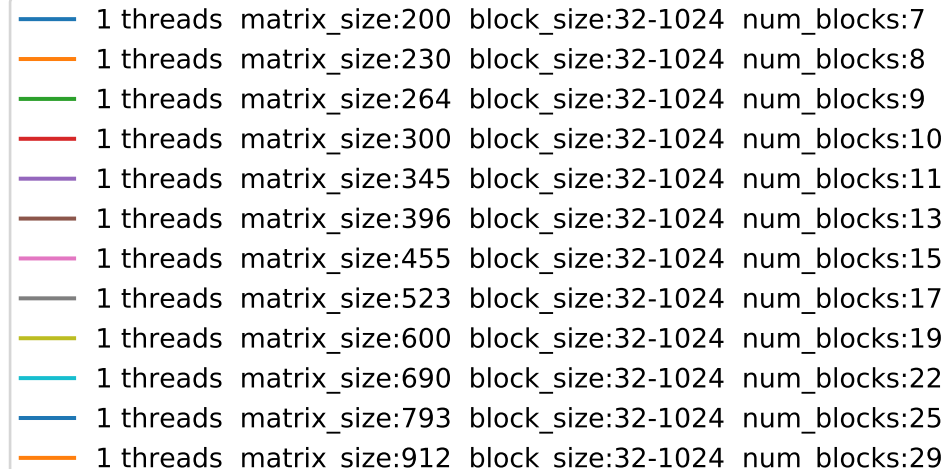 1 threads matrix_size:200 block_size:32-1024 num_blocks:7
1 threads matrix_size:230 block_size:32-1024 num_blocks:8
1 threads matrix_size:264 block_size:32-1024 num_blocks:9
1 threads matrix_size:300 block_size:32-1024 num_blocks:10
1 threads matrix_size:345 block_size:32-1024 num_blocks:11
1 threads matrix_size:396 block_size:32-1024 num_blocks:13
1 threads matrix_size:455 block_size:32-1024 num_blocks:15
1 threads matrix_size:523 block_size:32-1024 num_blocks:17
1 threads matrix_size:600 block_size:32-1024 num_blocks:19
1 threads matrix_size:690 block_size:32-1024 num_blocks:22
1 threads matrix_size:793 block_size:32-1024 num_blocks:25
1 threads matrix_size:912 block_size:32-1024 num_blocks:29